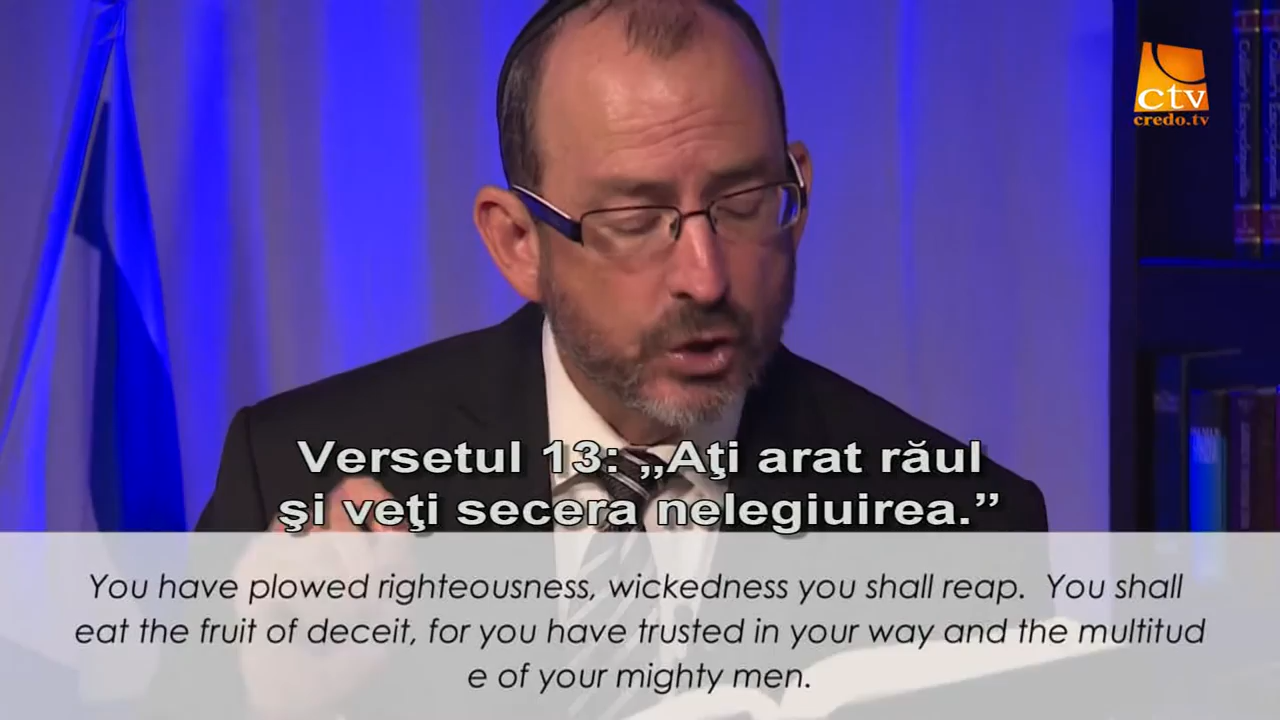 ctv
credo.tv
Versetul 13: „Aţi arat răul
şi veţi secera nelegiuirea.”
You have plowed righteousness, wickedness you shall reap.  You shall
eat the fruit of deceit, for you have trusted in your way and the multitud
e of your mighty men.